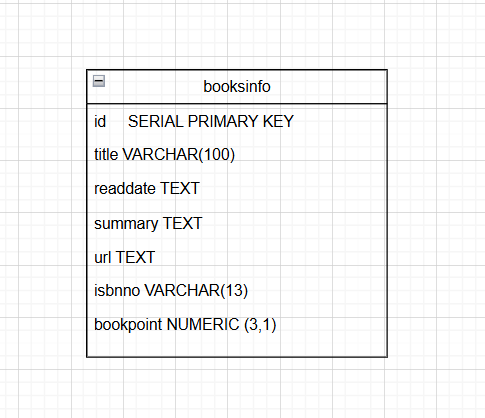 booksinfo
id SERIAL PRIMARY KEY
title VARCHAR(100)
readdate TEXT
summary TEXT
url TEXT
isbnno VARCHAR(13)
bookpoint NUMERIC (3,1)